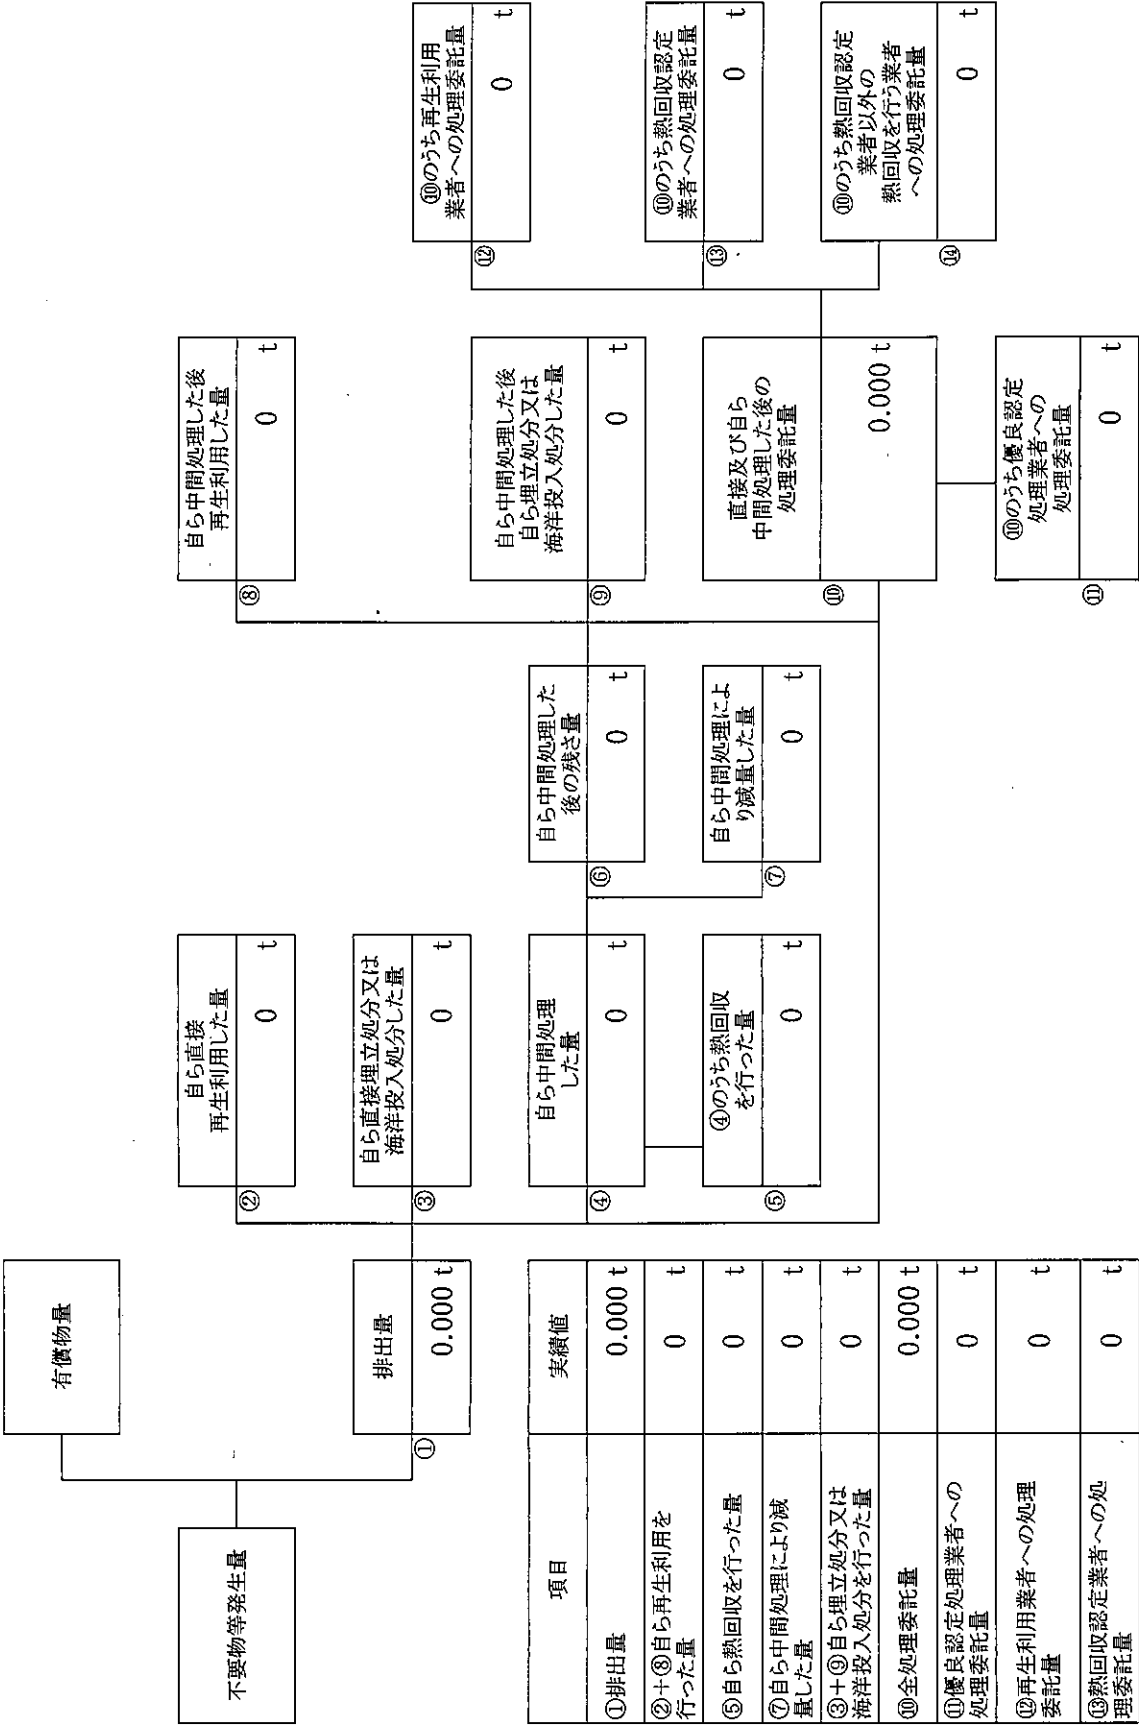 不要物等発生量
有償物量
排出量
①
0.000 t
自ら直接
再生利用した量
②
0 t
自ら直接埋立処分又は
海洋投入処分した量
③
0 t
自ら中間処理
した量
④
0 t
④のうち熱回収
を行った量
⑤
0 t
自ら中間処理した
後の残さ量
⑥
0 t
自ら中間処理によ
り減量した量
⑦
0 t
自ら中間処理した後
再生利用した量
⑧
0 t
自ら中間処理した後
自ら埋立処分又は
海洋投入処分した量
⑨
0 t
直接及び自ら
中間処理した後の
処理委託量
⑩
0.000 t
⑩のうち優良認定
処理業者への
処理委託量
⑪
0 t
⑩のうち再生利用
業者への処理委託量
⑫
0 t
⑩のうち熱回収認定
業者への処理委託量
⑬
0 t
⑩のうち熱回収認定
業者以外の
熱回収を行う業者
への処理委託量
⑭
0 t
項目 実績値
①排出量 0.000 t
②+⑧自ら再生利用を
行った量 0 t
⑤自ら熱回収を行った量 0 t
⑦自ら中間処理により減
量した量 0 t
③+⑨自ら埋立処分又は
海洋投入処分を行った量 0 t
⑩全処理委託量 0.000 t
⑪優良認定処理業者への
処理委託量 0 t
⑫再生利用業者への処理
委託量 0 t
⑬熱回収認定業者への処
理委託量 0 t